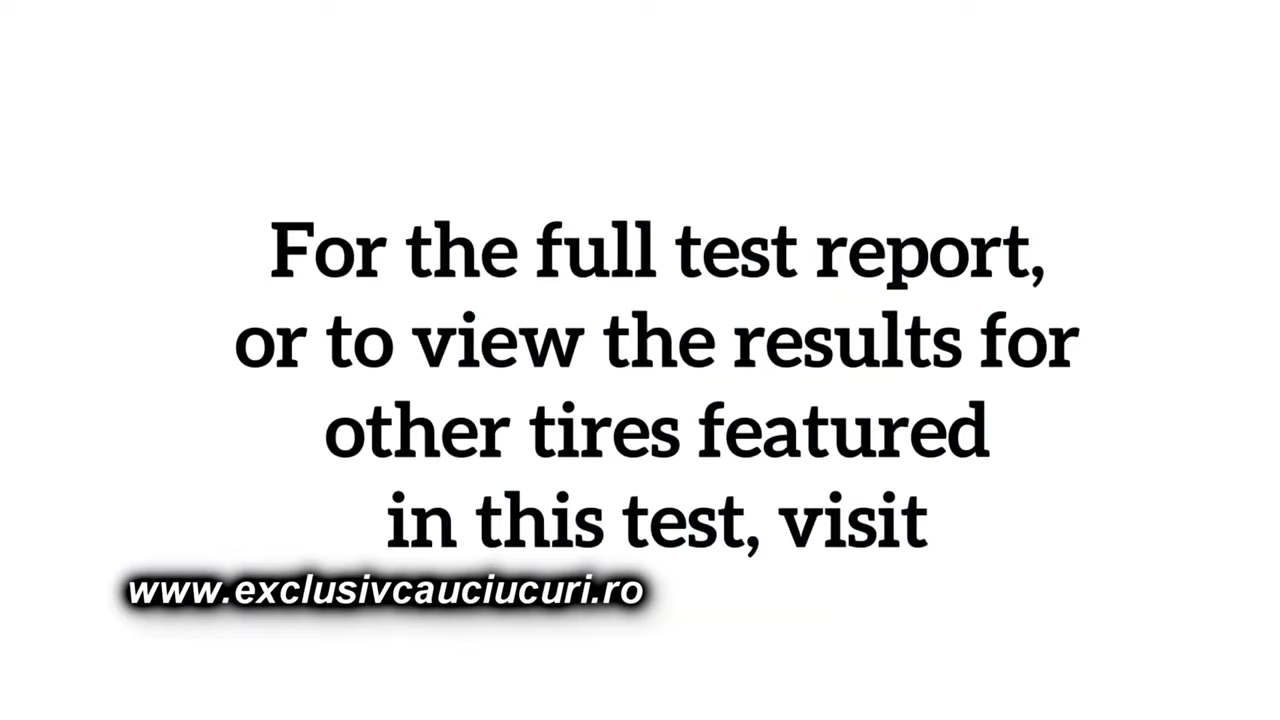 For the full test report,
or to view the results for
other tires featured
in this test, visit
www.exclusivcauciucuri.ro